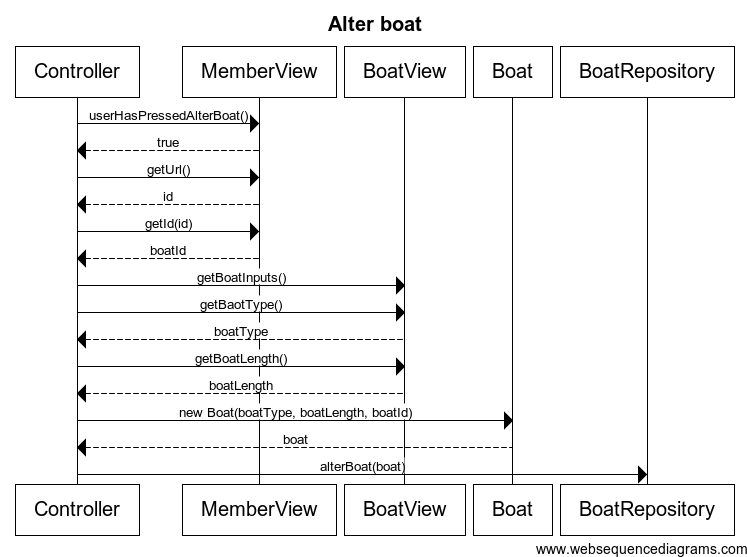 Alter boat
Controller
MemberView
BoatView
Boat
BoatRepository
userHasPressedAlterBoat()
true
getUrl()
id
getId(id)
boatId
getBoatInputs()
getBaotType()
boatType
getBoatLength()
boatLength
new Boat(boatType, boatLength, boatId)
boat
alterBoat(boat)
Controller
MemberView
BoatView
Boat
BoatRepository
www.websequencediagrams.com